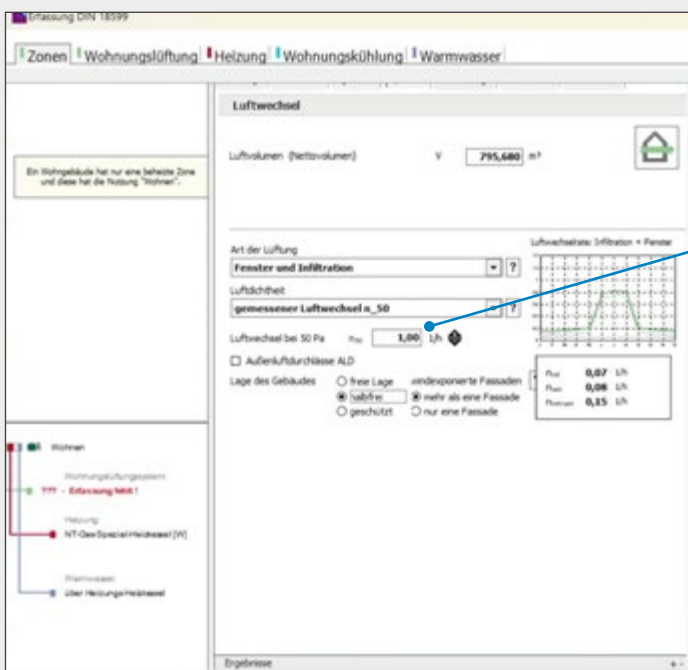 Erfassung DIN 18599
Zonen Wohnungslüftung Heizung Wohnungskühlung Warmwasser
Luftwechsel
Luftvolumen (Nettovolumen) V 795,680 m³
Ein Wohngebäude hat nur eine beheizte Zone
und diese hat die Nutzung "Wohnen".
Art der Lüftung
Luftwechselrate: Infiltration + Fenster
Fenster und Infiltration ?
Luftdichtheit
gemessener Luftwechsel n_50 ?
Luftwechsel bei 50 Pa n50 1,00 1/h
Außenluftdurchlässe ALD
Lage des Gebäudes freie Lage windexponierte Fassaden
halbfrei mehr als eine Fassade
geschützt nur eine Fassade
0,07 1/h
0,08 1/h
0,15 1/h
Wohnen
Wohnungslüftungssystem
??? - Erfassung fehlt!
Heizung:
NT-Gas-Spezial-Heizkessel [W]
Warmwasser:
über Heizungs-Heizkessel
Ergebnisse